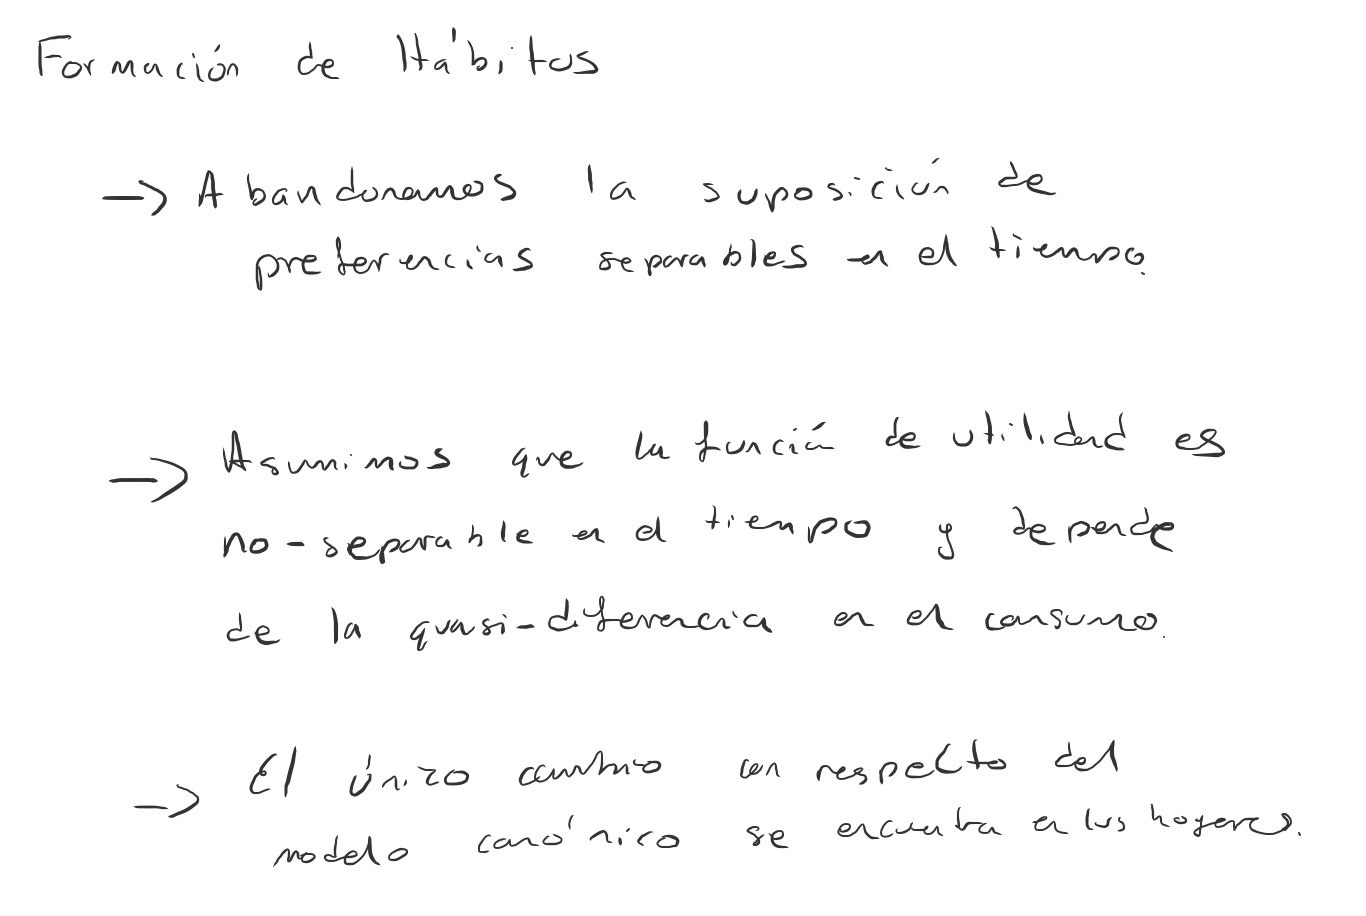 Formación de Hábitos
→ Abandonamos la suposición de
preferencias separables en el tiempo.
→ Asumimos que la función de utilidad es
no-separable en el tiempo y depende
de la quasi-diferencia en el consumo.
→ El único cambio con respecto del
modelo canónico se encuentra en los hogares.